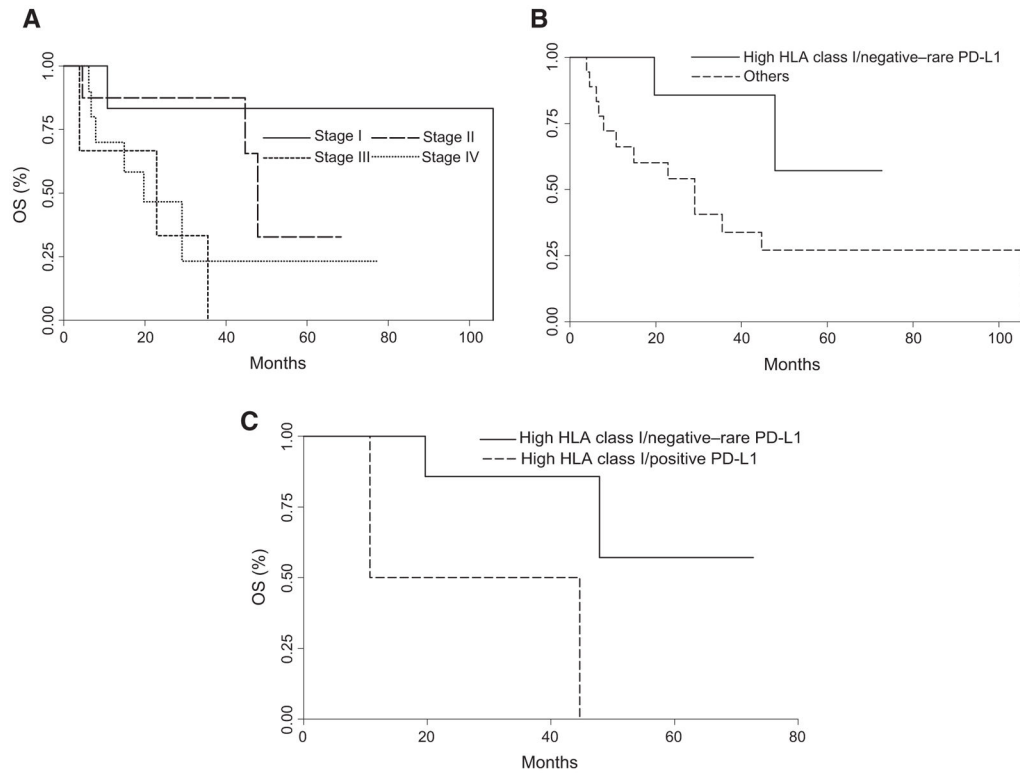 A
OS (%)
1.00
0.75
0.50
0.25
0.00
Stage I
Stage II
Stage III
Stage IV
0 20 40 60 80 100
Months
B
1.00
0.75
0.50
0.25
0.00
High HLA class I/negative–rare PD-L1
Others
0 20 40 60 80 100
Months
C
OS (%)
1.00
0.75
0.50
0.25
0.00
High HLA class I/negative–rare PD-L1
High HLA class I/positive PD-L1
0 20 40 60 80
Months